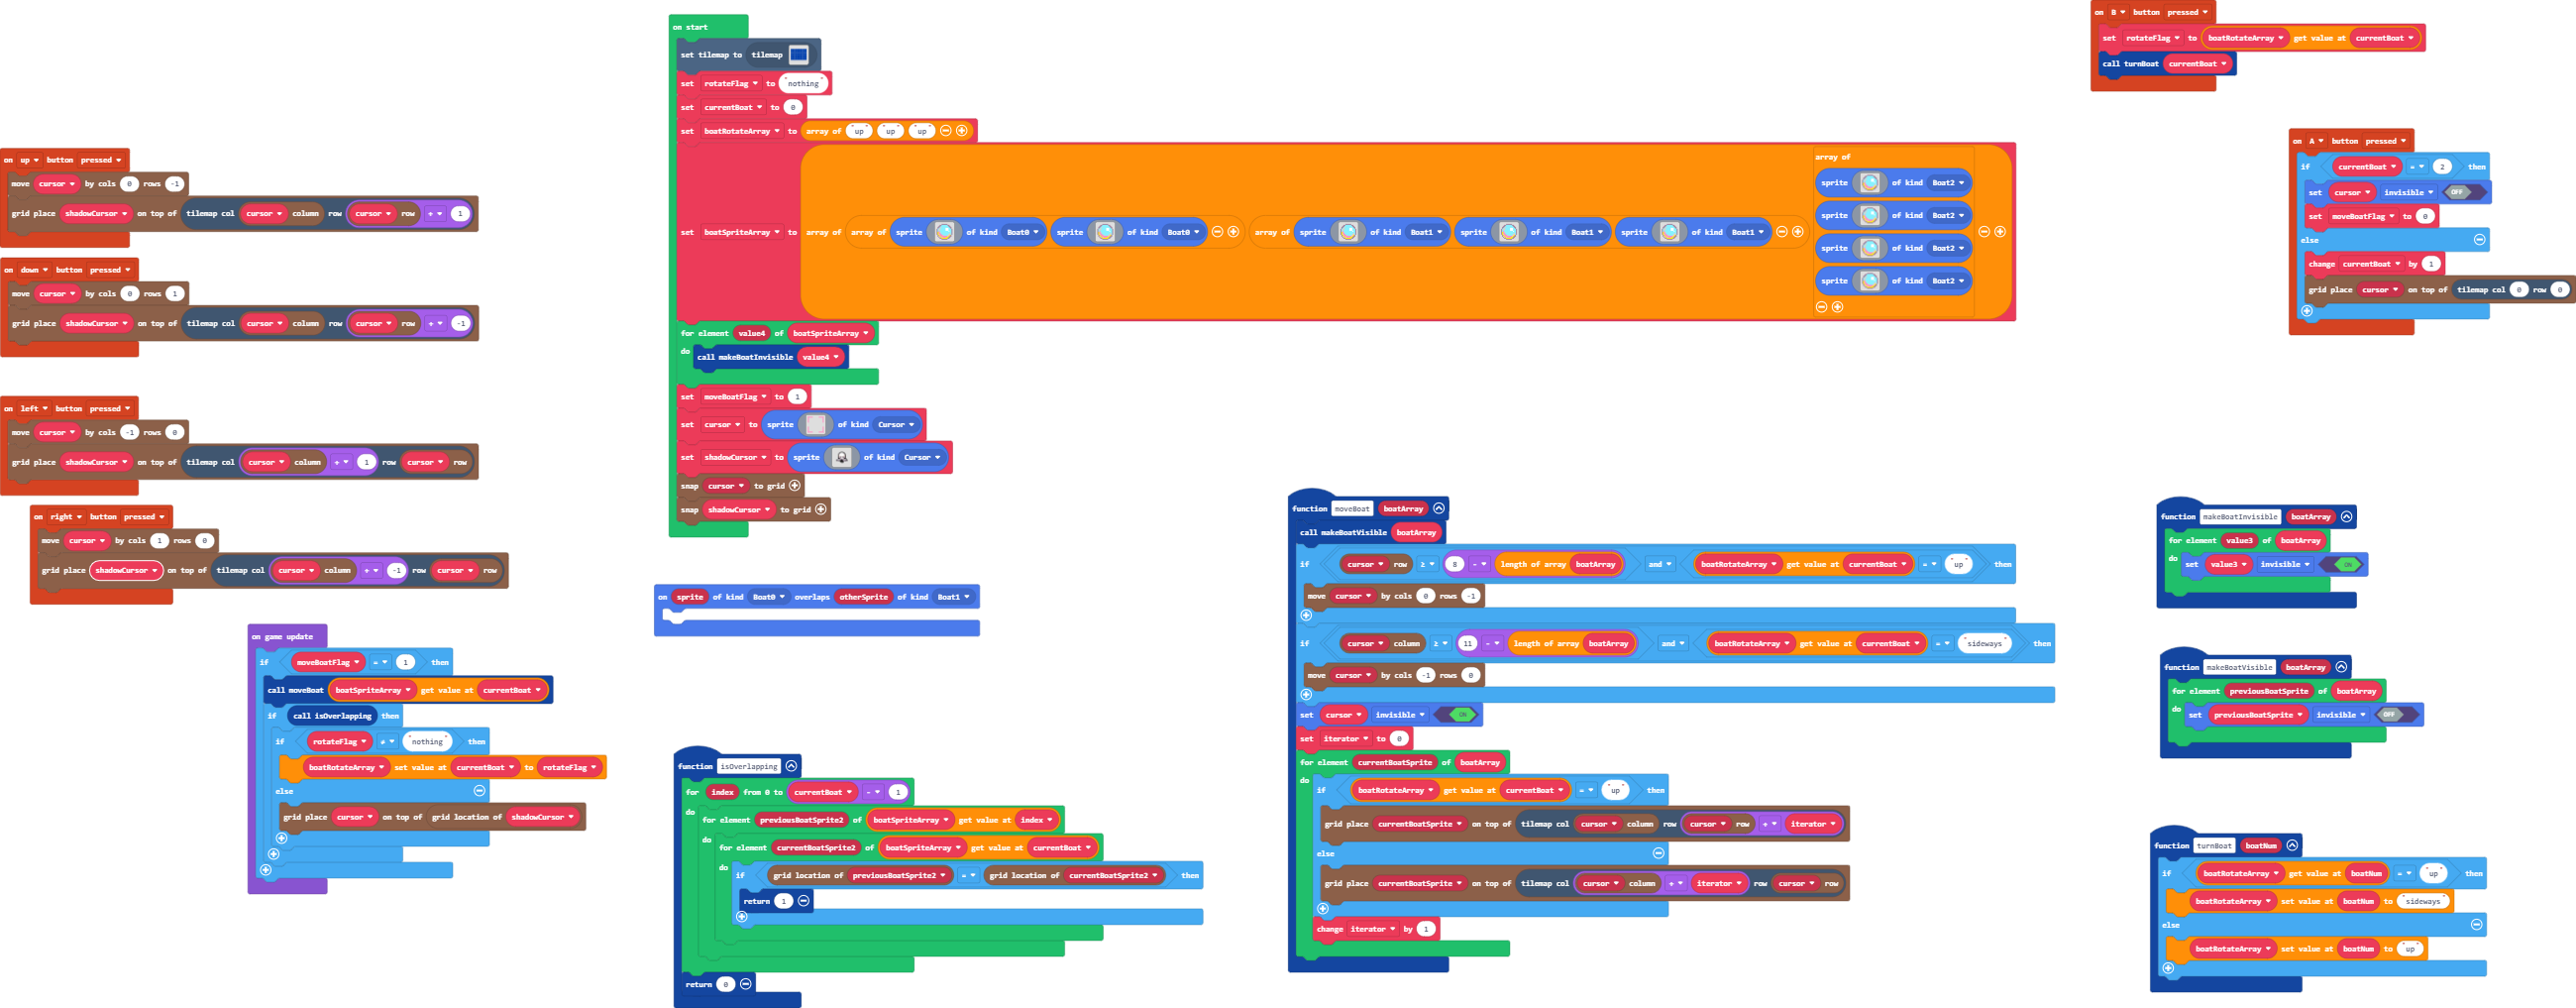 on up button pressed
move cursor by cols 0 rows -1
grid place shadowCursor on top of tilemap col cursor column row cursor row + 1
on down button pressed
move cursor by cols 0 rows 1
grid place shadowCursor on top of tilemap col cursor column row cursor row + -1
on left button pressed
move cursor by cols -1 rows 0
grid place shadowCursor on top of tilemap col cursor column + 1 row cursor row
on right button pressed
move cursor by cols 1 rows 0
grid place shadowCursor on top of tilemap col cursor column + -1 row cursor row
on game update
if moveBoatFlag = 1 then
call moveBoat boatSpriteArray get value at currentBoat
if call isOverlapping then
if rotateFlag ≠ "nothing" then
boatRotateArray set value at currentBoat to rotateFlag
else
grid place cursor on top of grid location of shadowCursor
on start
set tilemap to tilemap
set rotateFlag to "nothing"
set currentBoat to 0
set boatRotateArray to array of "up" "up" "up"
set boatSpriteArray to array of array of sprite of kind Boat0 sprite of kind Boat0 array of sprite of kind Boat1 sprite of kind Boat1 sprite of kind Boat1
array of
sprite of kind Boat2
sprite of kind Boat2
sprite of kind Boat2
sprite of kind Boat2
for element value4 of boatSpriteArray
do call makeBoatInvisible value4
set moveBoatFlag to 1
set cursor to sprite of kind Cursor
set shadowCursor to sprite of kind Cursor
snap cursor to grid
snap shadowCursor to grid
on sprite of kind Boat0 overlaps otherSprite of kind Boat1
function isOverlapping
for index from 0 to currentBoat - 1
do
for element previousBoatSprite2 of boatSpriteArray get value at index
do
for element currentBoatSprite2 of boatSpriteArray get value at currentBoat
do
if grid location of previousBoatSprite2 = grid location of currentBoatSprite2 then
return 1
return 0
function moveBoat boatArray
call makeBoatVisible boatArray
if cursor row ≥ 8 - length of array boatArray and boatRotateArray get value at currentBoat = "up" then
move cursor by cols 0 rows -1
if cursor column ≥ 11 - length of array boatArray and boatRotateArray get value at currentBoat = "sideways" then
move cursor by cols -1 rows 0
set cursor invisible ON
set iterator to 0
for element currentBoatSprite of boatArray
do
if boatRotateArray get value at currentBoat = "up" then
grid place currentBoatSprite on top of tilemap col cursor column row cursor row + iterator
else
grid place currentBoatSprite on top of tilemap col cursor column + iterator row cursor row
change iterator by 1
on B button pressed
set rotateFlag to boatRotateArray get value at currentBoat
call turnBoat currentBoat
on A button pressed
if currentBoat = 2 then
set cursor invisible OFF
set moveBoatFlag to 0
else
change currentBoat by 1
grid place cursor on top of tilemap col 0 row 0
function makeBoatInvisible boatArray
for element value3 of boatArray
do set value3 invisible ON
function makeBoatVisible boatArray
for element previousBoatSprite of boatArray
do set previousBoatSprite invisible OFF
function turnBoat boatNum
if boatRotateArray get value at boatNum = "up" then
boatRotateArray set value at boatNum to "sideways"
else
boatRotateArray set value at boatNum to "up"